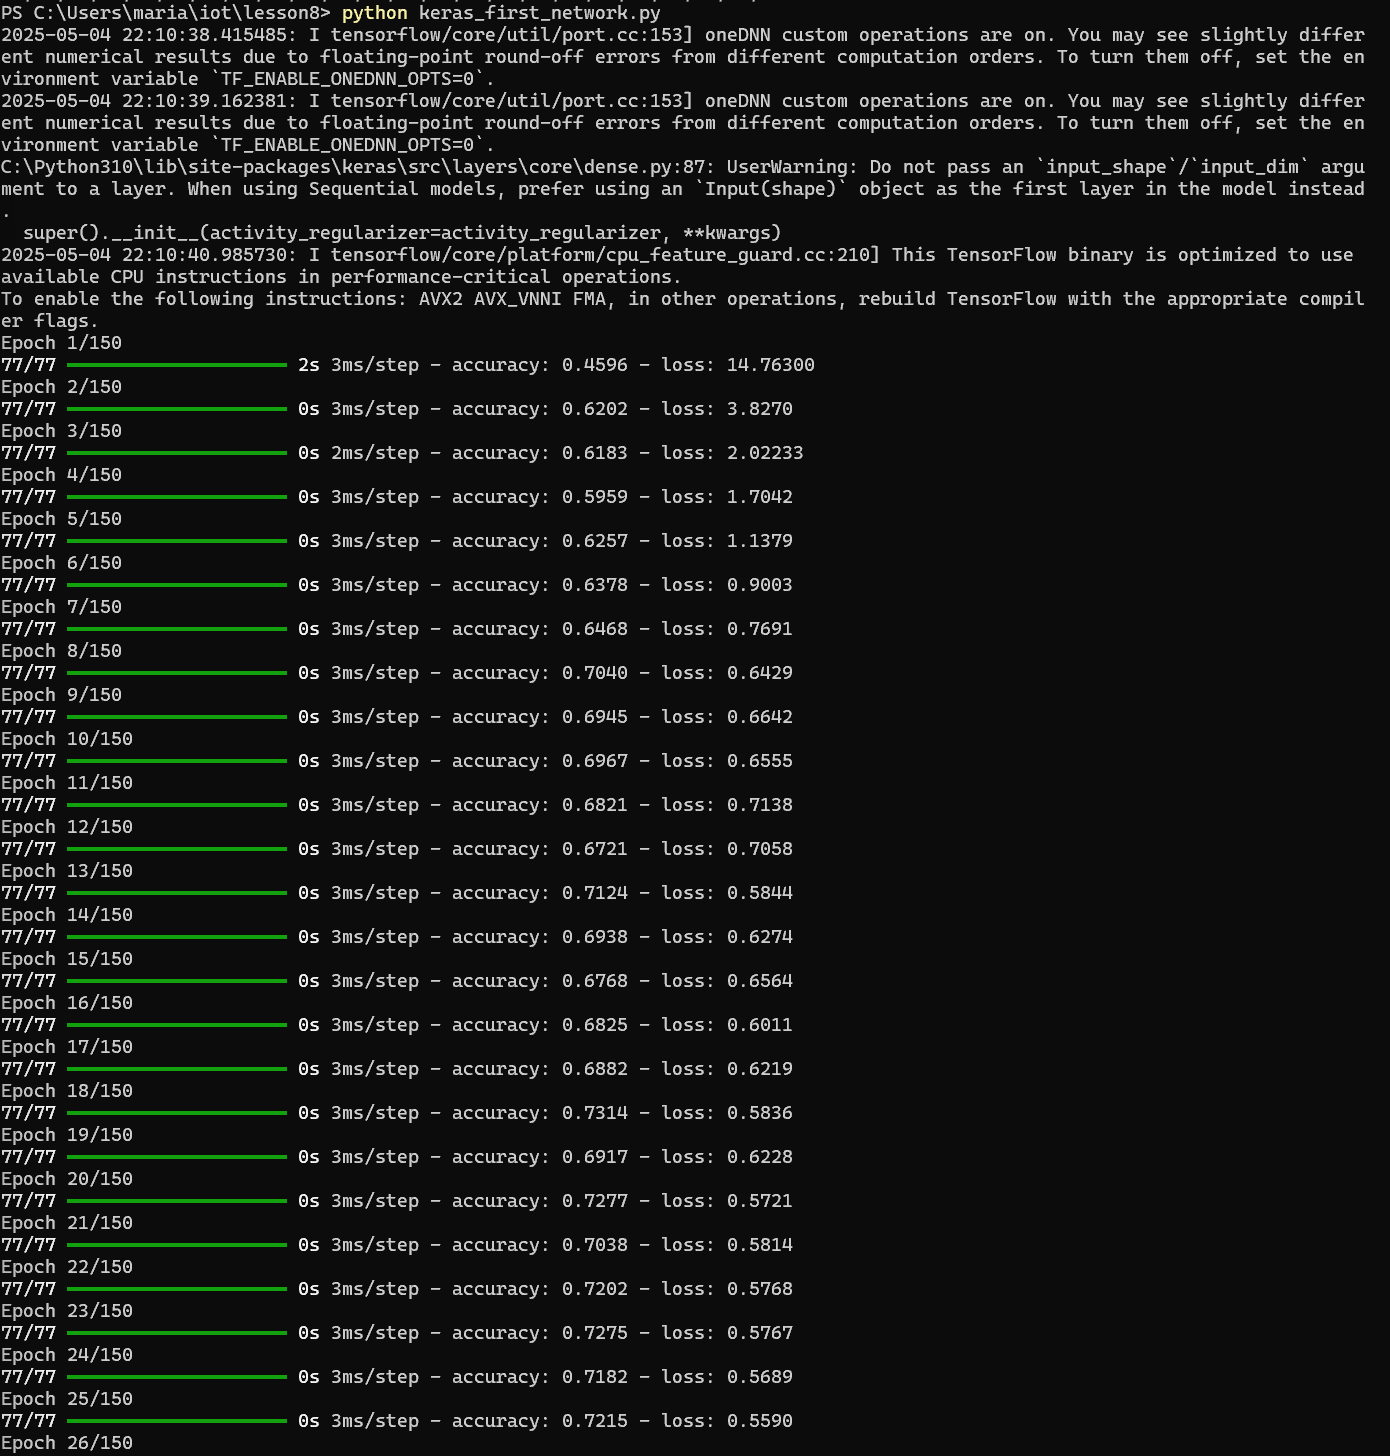 PS C:\Users\maria\iot\lesson8> python keras_first_network.py
2025-05-04 22:10:38.415485: I tensorflow/core/util/port.cc:153] oneDNN custom operations are on. You may see slightly differ
ent numerical results due to floating-point round-off errors from different computation orders. To turn them off, set the en
vironment variable `TF_ENABLE_ONEDNN_OPTS=0`.
2025-05-04 22:10:39.162381: I tensorflow/core/util/port.cc:153] oneDNN custom operations are on. You may see slightly differ
ent numerical results due to floating-point round-off errors from different computation orders. To turn them off, set the en
vironment variable `TF_ENABLE_ONEDNN_OPTS=0`.
C:\Python310\lib\site-packages\keras\src\layers\core\dense.py:87: UserWarning: Do not pass an `input_shape`/`input_dim` argu
ment to a layer. When using Sequential models, prefer using an `Input(shape)` object as the first layer in the model instead
.
  super().__init__(activity_regularizer=activity_regularizer, **kwargs)
2025-05-04 22:10:40.985730: I tensorflow/core/platform/cpu_feature_guard.cc:210] This TensorFlow binary is optimized to use
available CPU instructions in performance-critical operations.
To enable the following instructions: AVX2 AVX_VNNI FMA, in other operations, rebuild TensorFlow with the appropriate compil
er flags.
Epoch 1/150
77/77 2s 3ms/step - accuracy: 0.4596 - loss: 14.76300
Epoch 2/150
77/77 0s 3ms/step - accuracy: 0.6202 - loss: 3.8270
Epoch 3/150
77/77 0s 2ms/step - accuracy: 0.6183 - loss: 2.02233
Epoch 4/150
77/77 0s 3ms/step - accuracy: 0.5959 - loss: 1.7042
Epoch 5/150
77/77 0s 3ms/step - accuracy: 0.6257 - loss: 1.1379
Epoch 6/150
77/77 0s 3ms/step - accuracy: 0.6378 - loss: 0.9003
Epoch 7/150
77/77 0s 3ms/step - accuracy: 0.6468 - loss: 0.7691
Epoch 8/150
77/77 0s 3ms/step - accuracy: 0.7040 - loss: 0.6429
Epoch 9/150
77/77 0s 3ms/step - accuracy: 0.6945 - loss: 0.6642
Epoch 10/150
77/77 0s 3ms/step - accuracy: 0.6967 - loss: 0.6555
Epoch 11/150
77/77 0s 3ms/step - accuracy: 0.6821 - loss: 0.7138
Epoch 12/150
77/77 0s 3ms/step - accuracy: 0.6721 - loss: 0.7058
Epoch 13/150
77/77 0s 3ms/step - accuracy: 0.7124 - loss: 0.5844
Epoch 14/150
77/77 0s 3ms/step - accuracy: 0.6938 - loss: 0.6274
Epoch 15/150
77/77 0s 3ms/step - accuracy: 0.6768 - loss: 0.6564
Epoch 16/150
77/77 0s 3ms/step - accuracy: 0.6825 - loss: 0.6011
Epoch 17/150
77/77 0s 3ms/step - accuracy: 0.6882 - loss: 0.6219
Epoch 18/150
77/77 0s 3ms/step - accuracy: 0.7314 - loss: 0.5836
Epoch 19/150
77/77 0s 3ms/step - accuracy: 0.6917 - loss: 0.6228
Epoch 20/150
77/77 0s 3ms/step - accuracy: 0.7277 - loss: 0.5721
Epoch 21/150
77/77 0s 3ms/step - accuracy: 0.7038 - loss: 0.5814
Epoch 22/150
77/77 0s 3ms/step - accuracy: 0.7202 - loss: 0.5768
Epoch 23/150
77/77 0s 3ms/step - accuracy: 0.7275 - loss: 0.5767
Epoch 24/150
77/77 0s 3ms/step - accuracy: 0.7182 - loss: 0.5689
Epoch 25/150
77/77 0s 3ms/step - accuracy: 0.7215 - loss: 0.5590
Epoch 26/150